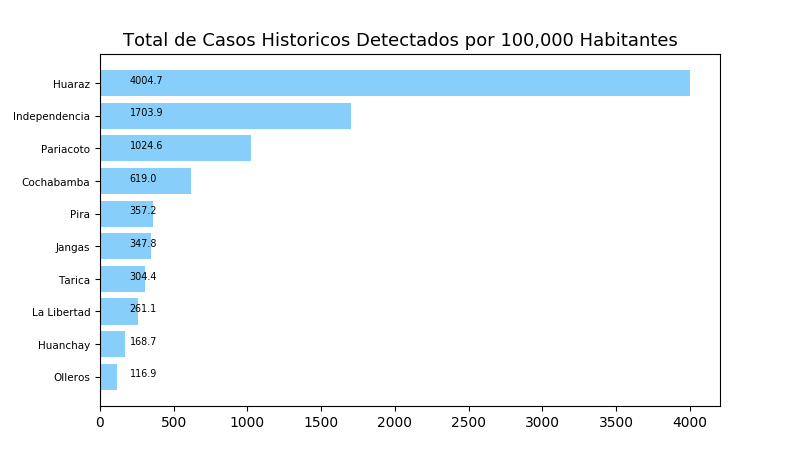 Total de Casos Historicos Detectados por 100,000 Habitantes
Huaraz 4004.7
Independencia 1703.9
Pariacoto 1024.6
Cochabamba 619.0
Pira 357.2
Jangas 347.8
Tarica 304.4
La Libertad 261.1
Huanchay 168.7
Olleros 116.9
0 500 1000 1500 2000 2500 3000 3500 4000